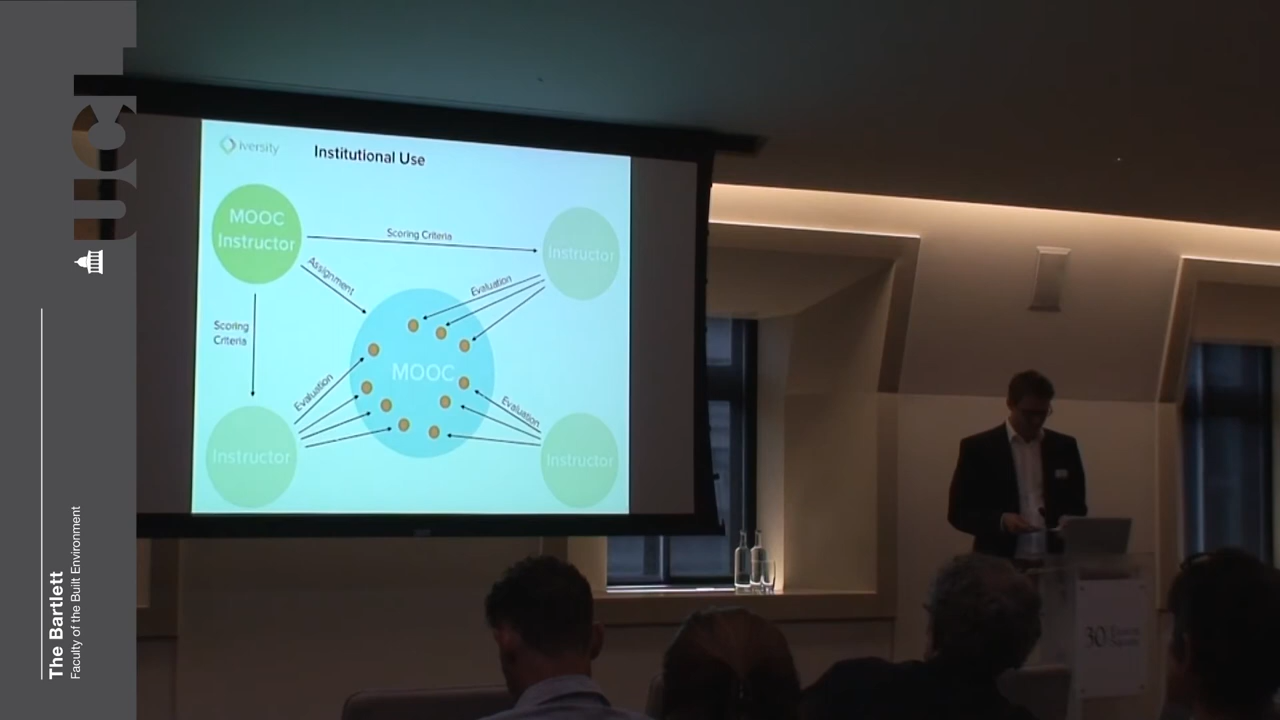 UCL
The Bartlett
Faculty of the Built Environment
iversity
Institutional Use
MOOC
Instructor
Scoring Criteria
Instructor
Assignment
Evaluation
Scoring
Criteria
MOOC
Evaluation
Evaluation
Instructor
Instructor
30